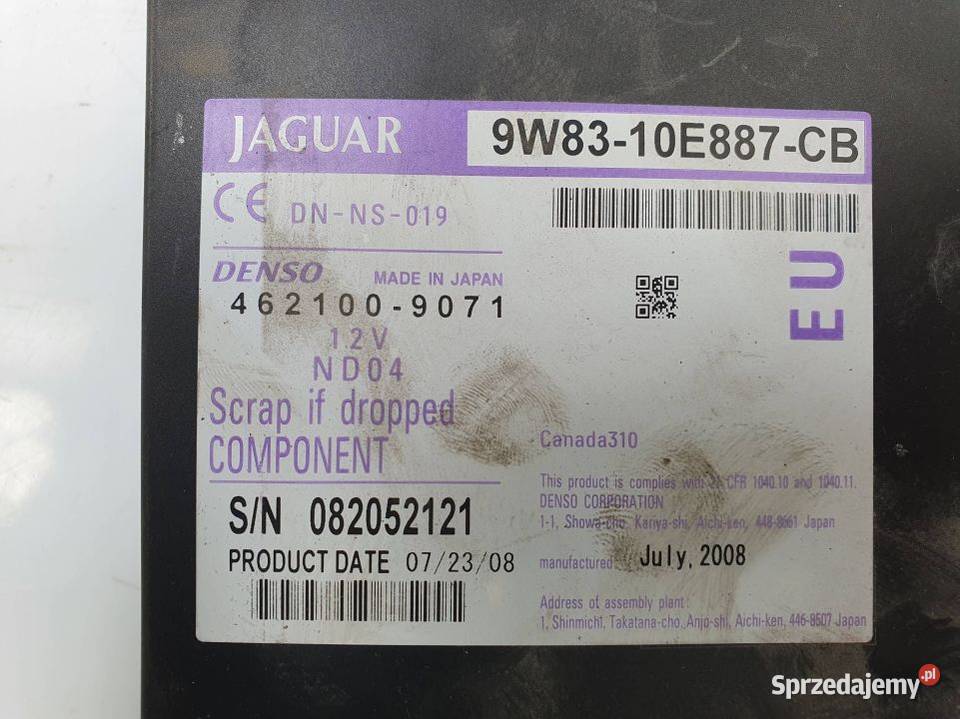 JAGUAR 9W83-10E887-CB
CE DN-NS-019
EU
DENSO MADE IN JAPAN
462100-9071
12V
ND04
Scrap if dropped
COMPONENT
S/N 082052121
PRODUCT DATE 07/23/08
Canada310
This product is complies with 21 CFR 1040.10 and 1040.11.
DENSO CORPORATION
1-1, Showa-cho, Kariya-shi, Aichi-ken, 448-8661 Japan
manufactured: July, 2008
Address of assembly plant:
1, Shinmichi, Takatana-cho, Anjo-shi, Aichi-ken, 446-8507 Japan
Sprzedajemy.pl